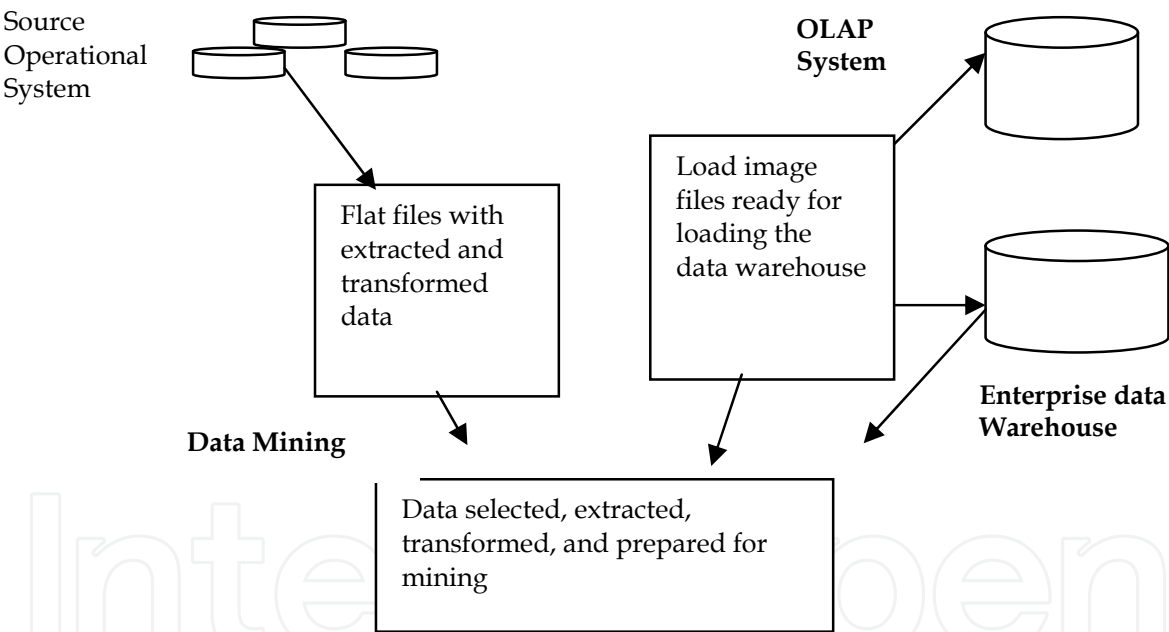 Source
Operational
System
OLAP
System
Flat files with
extracted and
transformed
data
Load image
files ready for
loading the
data warehouse
Enterprise data
Warehouse
Data Mining
Data selected, extracted,
transformed, and prepared for
mining